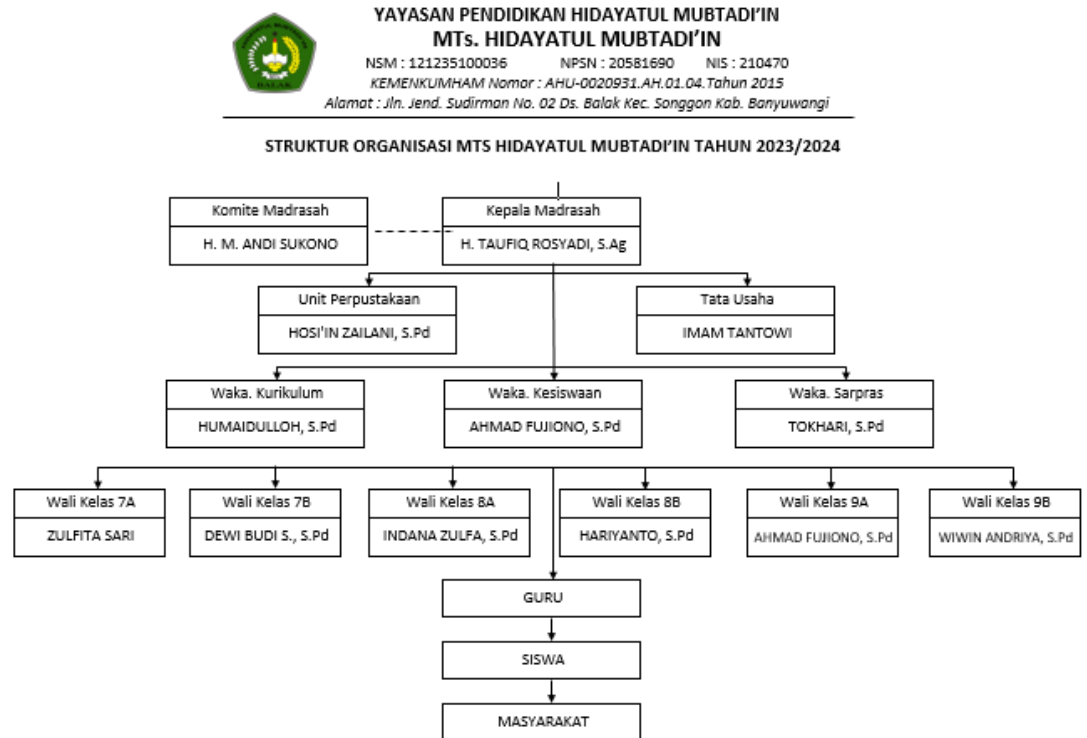 YAYASAN PENDIDIKAN HIDAYATUL MUBTADI'IN
MTs. HIDAYATUL MUBTADI'IN
NSM : 121235100036 NPSN : 20581690 NIS : 210470
KEMENKUMHAM Nomor : AHU-0020931.AH.01.04.Tahun 2015
Alamat : Jln. Jend. Sudirman No. 02 Ds. Balak Kec. Songgon Kab. Banyuwangi
BALAK
STRUKTUR ORGANISASI MTS HIDAYATUL MUBTADI'IN TAHUN 2023/2024
Komite Madrasah
H. M. ANDI SUKONO
Kepala Madrasah
H. TAUFIQ ROSYADI, S.Ag
Unit Perpustakaan
HOSI'IN ZAILANI, S.Pd
Tata Usaha
IMAM TANTOWI
Waka. Kurikulum
HUMAIDULLOH, S.Pd
Waka. Kesiswaan
AHMAD FUJIONO, S.Pd
Waka. Sarpras
TOKHARI, S.Pd
Wali Kelas 7A
ZULFITA SARI
Wali Kelas 7B
DEWI BUDI S., S.Pd
Wali Kelas 8A
INDANA ZULFA, S.Pd
Wali Kelas 8B
HARIYANTO, S.Pd
Wali Kelas 9A
AHMAD FUJIONO, S.Pd
Wali Kelas 9B
WIWIN ANDRIYA, S.Pd
GURU
SISWA
MASYARAKAT